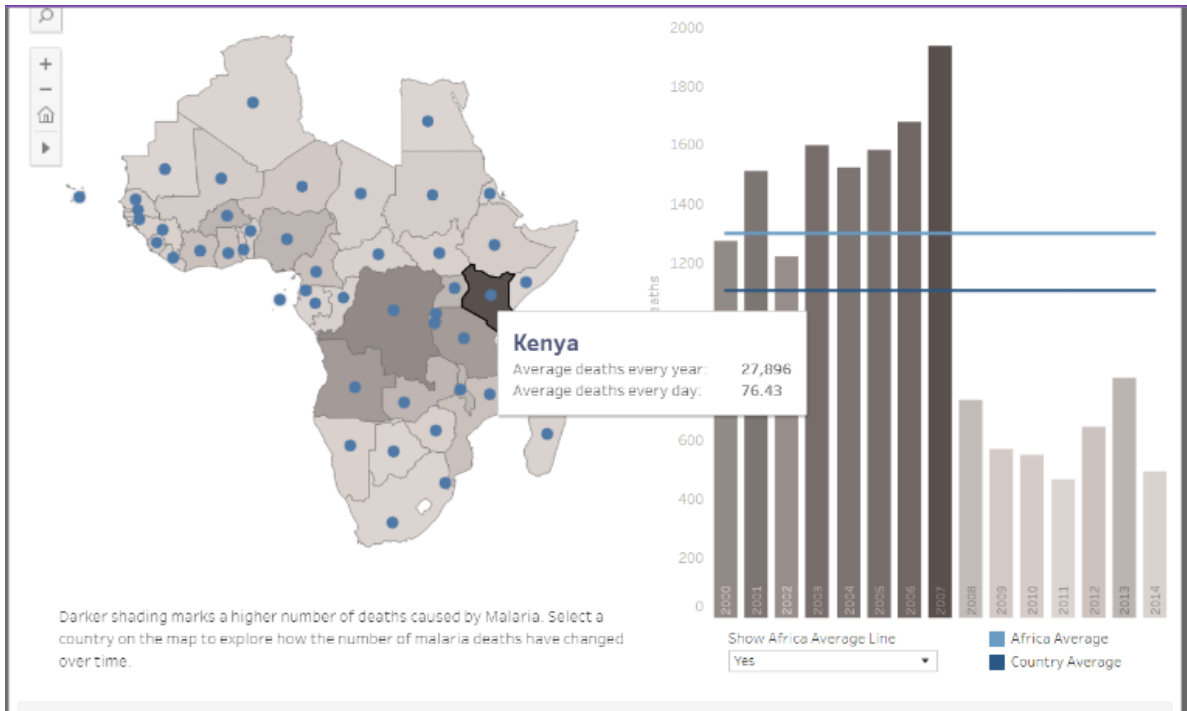 2000
1800
1600
1400
1200
600
400
200
0
eaths
Kenya
Average deaths every year: 27,896
Average deaths every day: 76.43
2000
2001
2002
2003
2004
2005
2006
2007
2008
2009
2010
2011
2012
2013
2014
Darker shading marks a higher number of deaths caused by Malaria. Select a
country on the map to explore how the number of malaria deaths have changed
over time.
Show Africa Average Line
Yes
Africa Average
Country Average